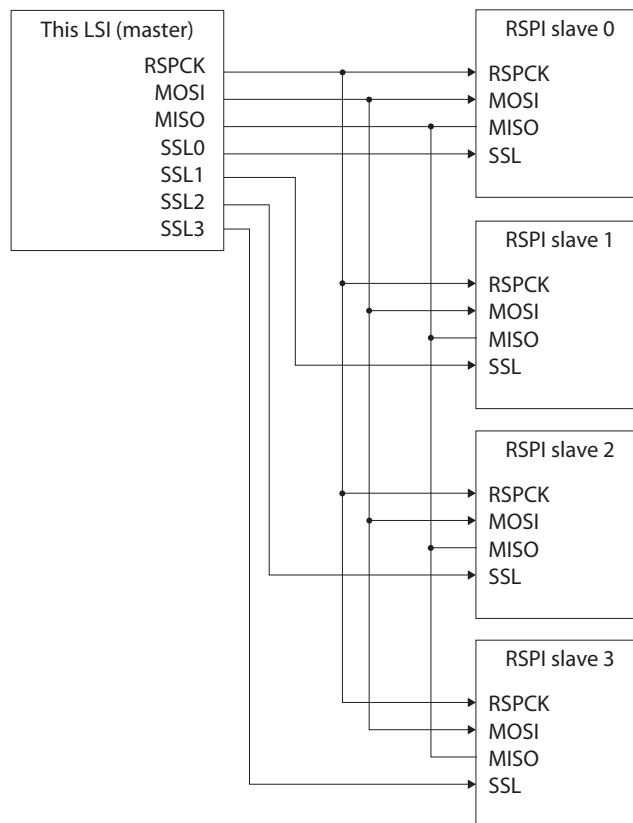 This LSI (master)
RSPCK
MOSI
MISO
SSL0
SSL1
SSL2
SSL3
RSPI slave 0
RSPCK
MOSI
MISO
SSL
RSPI slave 1
RSPCK
MOSI
MISO
SSL
RSPI slave 2
RSPCK
MOSI
MISO
SSL
RSPI slave 3
RSPCK
MOSI
MISO
SSL